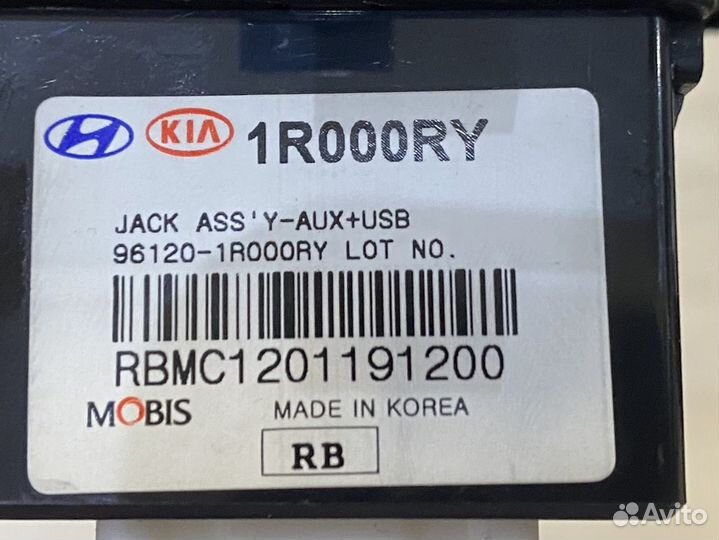 KIA 1R000RY
JACK ASS'Y-AUX+USB
96120-1R000RY LOT NO.
RBMC1201191200
MOBIS MADE IN KOREA
RB
Avito